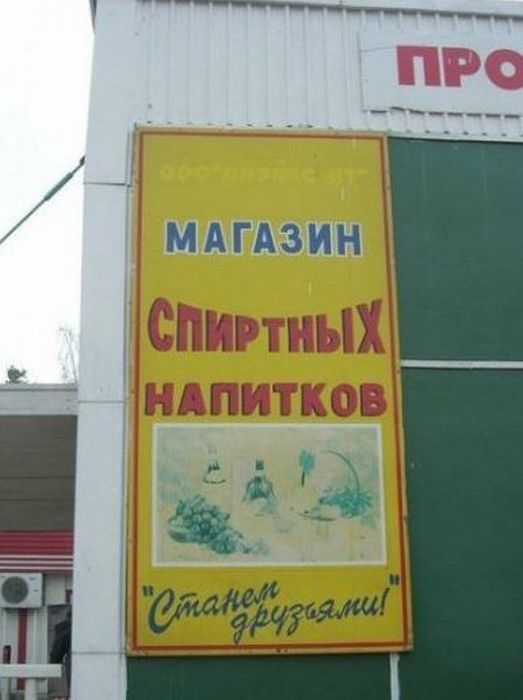 ПРО
МАГАЗИН
СПИРТНЫХ
НАПИТКОВ
"Станем
друзьями!"